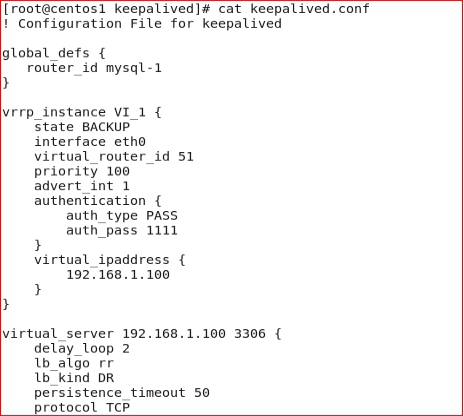 [root@centos1 keepalived]# cat keepalived.conf
! Configuration File for keepalived
global_defs {
   router_id mysql-1
}
vrrp_instance VI_1 {
    state BACKUP
    interface eth0
    virtual_router_id 51
    priority 100
    advert_int 1
    authentication {
        auth_type PASS
        auth_pass 1111
    }
    virtual_ipaddress {
        192.168.1.100
    }
}
virtual_server 192.168.1.100 3306 {
    delay_loop 2
    lb_algo rr
    lb_kind DR
    persistence_timeout 50
    protocol TCP